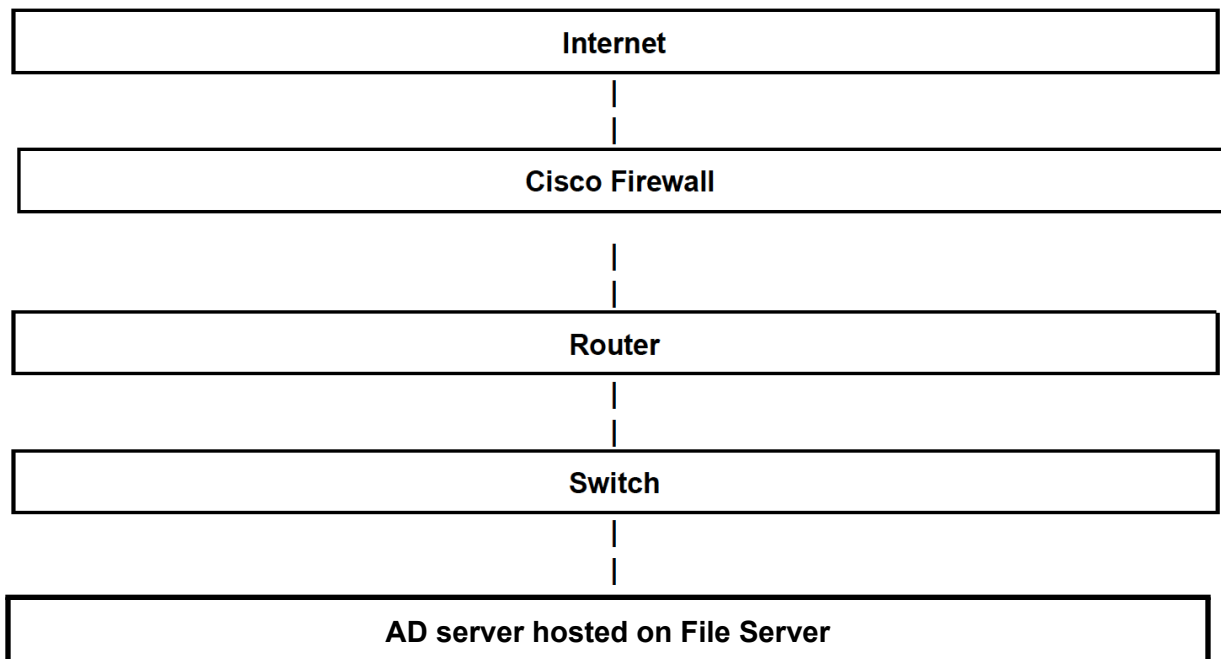 Internet
|
|
Cisco Firewall
|
|
Router
|
|
Switch
|
|
AD server hosted on File Server